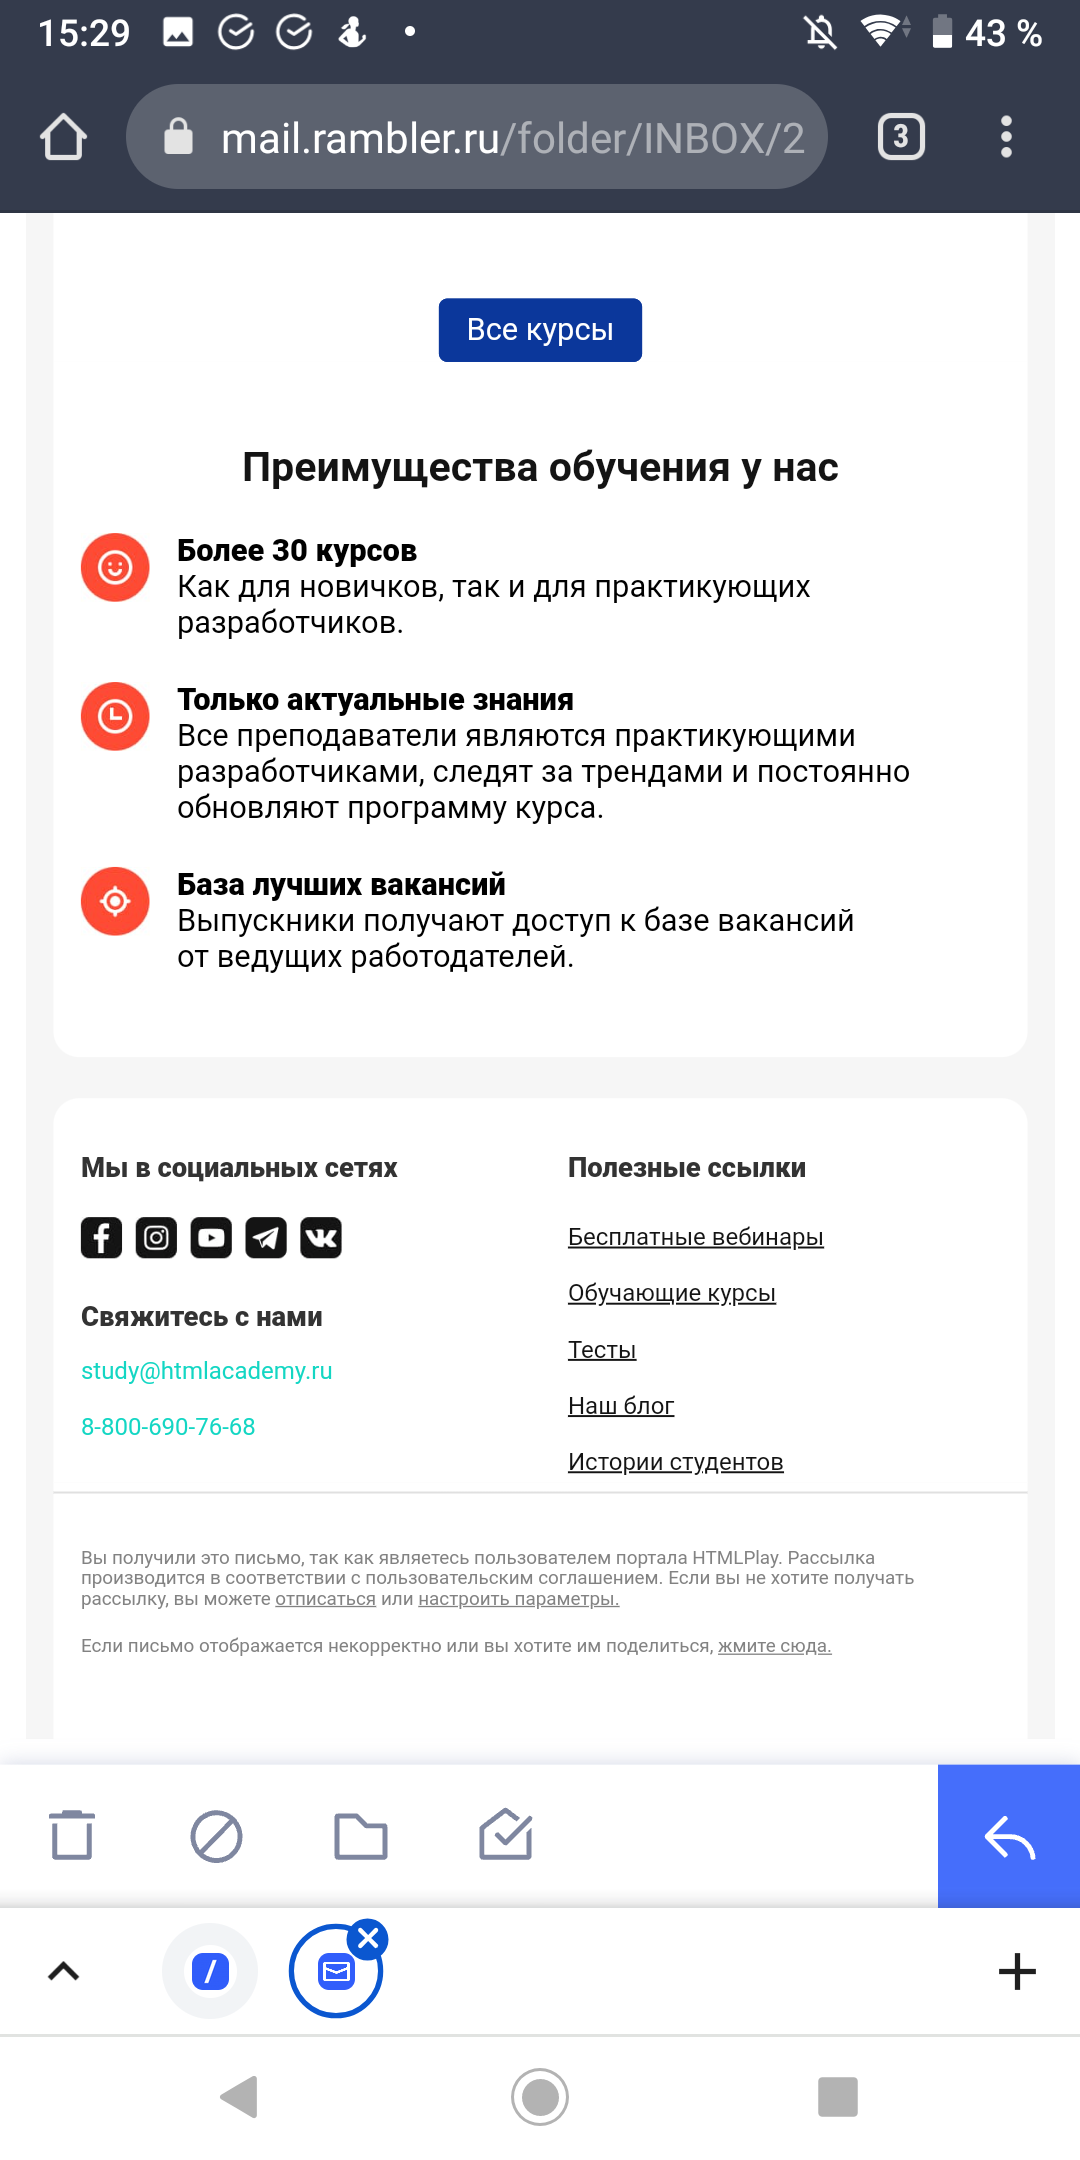 15:29
43 %
mail.rambler.ru/folder/INBOX/2
3
Все курсы
Преимущества обучения у нас
Более 30 курсов
Как для новичков, так и для практикующих
разработчиков.
Только актуальные знания
Все преподаватели являются практикующими
разработчиками, следят за трендами и постоянно
обновляют программу курса.
База лучших вакансий
Выпускники получают доступ к базе вакансий
от ведущих работодателей.
Мы в социальных сетях
Свяжитесь с нами
study@htmlacademy.ru
8-800-690-76-68
Полезные ссылки
Бесплатные вебинары
Обучающие курсы
Тесты
Наш блог
Истории студентов
Вы получили это письмо, так как являетесь пользователем портала HTMLPlay. Рассылка
производится в соответствии с пользовательским соглашением. Если вы не хотите получать
рассылку, вы можете отписаться или настроить параметры.
Если письмо отображается некорректно или вы хотите им поделиться, жмите сюда.